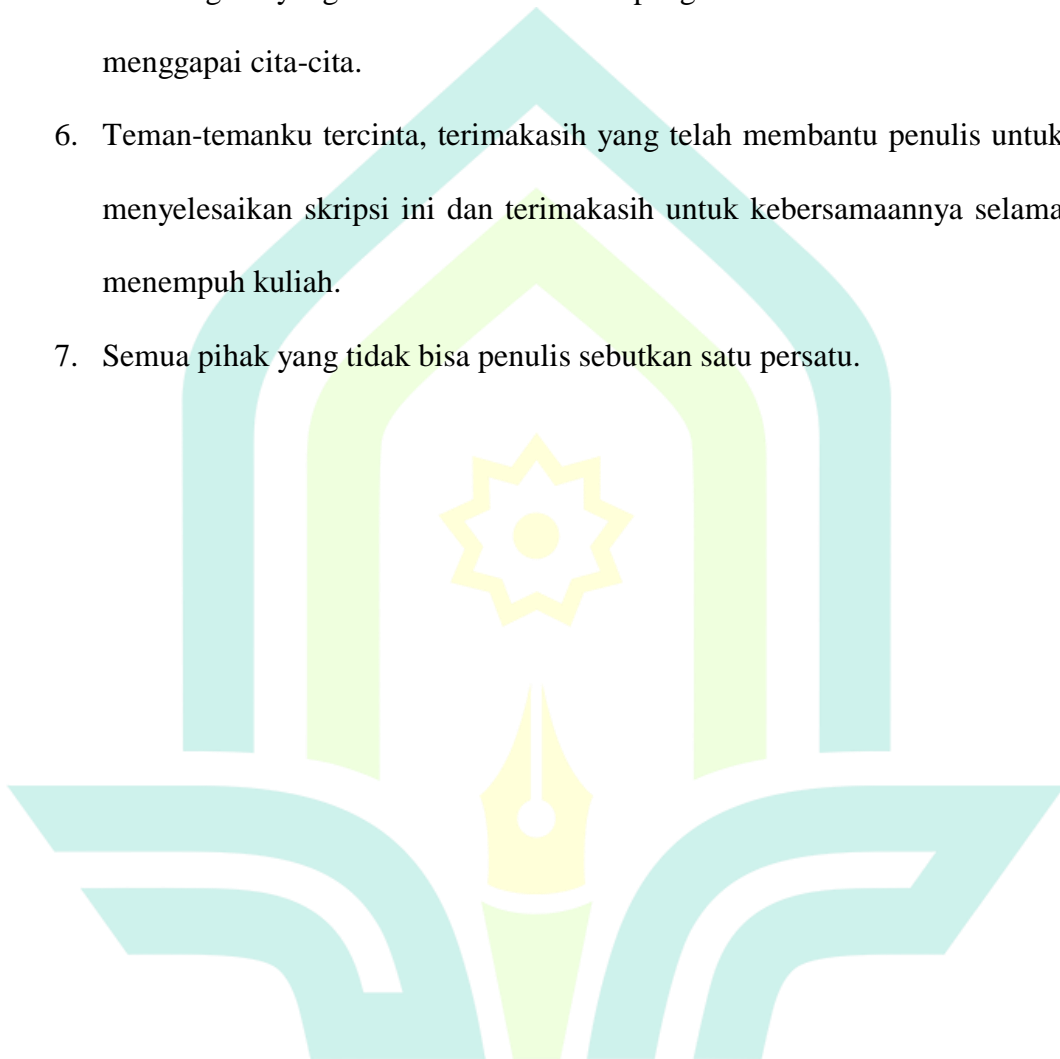 menggapai cita-cita.
6. Teman-temanku tercinta, terimakasih yang telah membantu penulis untuk
menyelesaikan skripsi ini dan terimakasih untuk kebersamaannya selama
menempuh kuliah.
7. Semua pihak yang tidak bisa penulis sebutkan satu persatu.